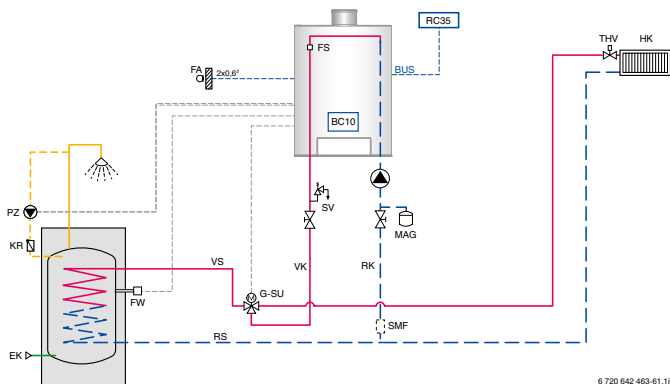 RC35
THV
HK
FS
FA
2x0,6²
BUS
BC10
SV
PZ
MAG
KR
VS
VK
RK
G-SU
M
FW
SMF
RS
EK
6 720 642 463-61.1il